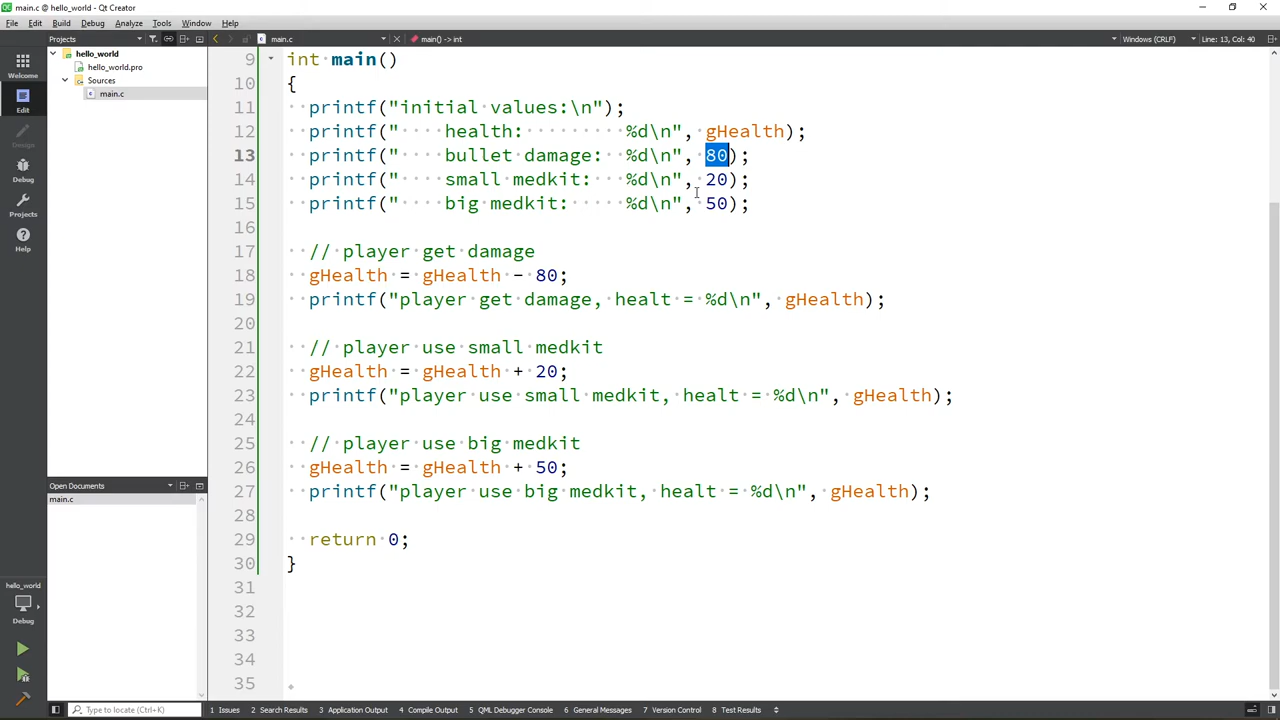 main.c @ hello_world - Qt Creator
File Edit Build Debug Analyze Tools Window Help
Projects main.c main() -> int Windows (CRLF) Line: 13, Col: 40
Welcome
Edit
Design
Debug
Projects
Help
hello_world
hello_world.pro
Sources
main.c
9 int main()
10 {
11 printf("initial values:\n");
12 printf("     health:         %d\n", gHealth);
13 printf("     bullet damage:  %d\n", 80);
14 printf("     small medkit:   %d\n", 20);
15 printf("     big medkit:     %d\n", 50);
16
17 // player get damage
18 gHealth = gHealth - 80;
19 printf("player get damage, healt = %d\n", gHealth);
20
21 // player use small medkit
22 gHealth = gHealth + 20;
23 printf("player use small medkit, healt = %d\n", gHealth);
24
25 // player use big medkit
26 gHealth = gHealth + 50;
27 printf("player use big medkit, healt = %d\n", gHealth);
28
29 return 0;
30 }
31
32
33
34
35
Open Documents
main.c
hello_world
Debug
Type to locate (Ctrl+K) 1 Issues 2 Search Results 3 Application Output 4 Compile Output 5 QML Debugger Console 6 General Messages 7 Version Control 8 Test Results